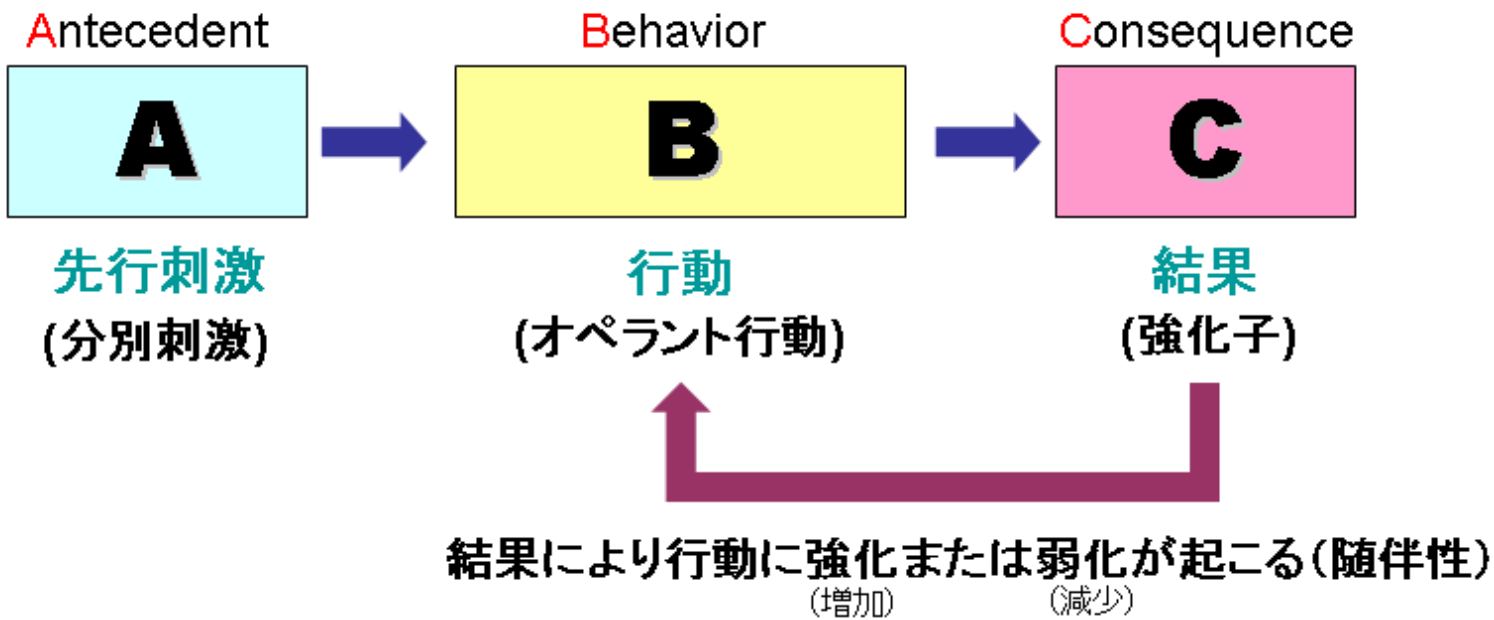 Antecedent Behavior Consequence
A B C
先行刺激 行動 結果
(分別刺激) (オペラント行動) (強化子)
結果により行動に強化または弱化が起こる(随伴性)
(増加) (減少)